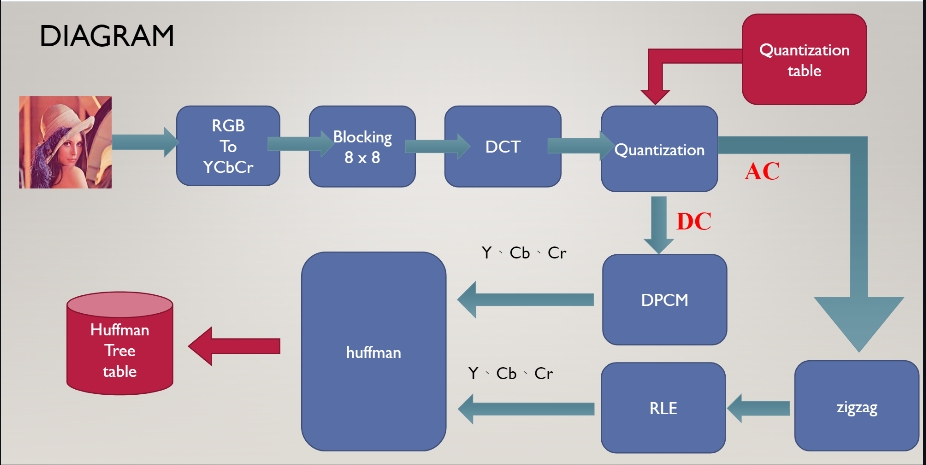 DIAGRAM
Quantization
table
RGB
To
YCbCr
Blocking
8 x 8
DCT
Quantization
AC
DC
Y、Cb、Cr
DPCM
Huffman
Tree
table
huffman
Y、Cb、Cr
RLE
zigzag